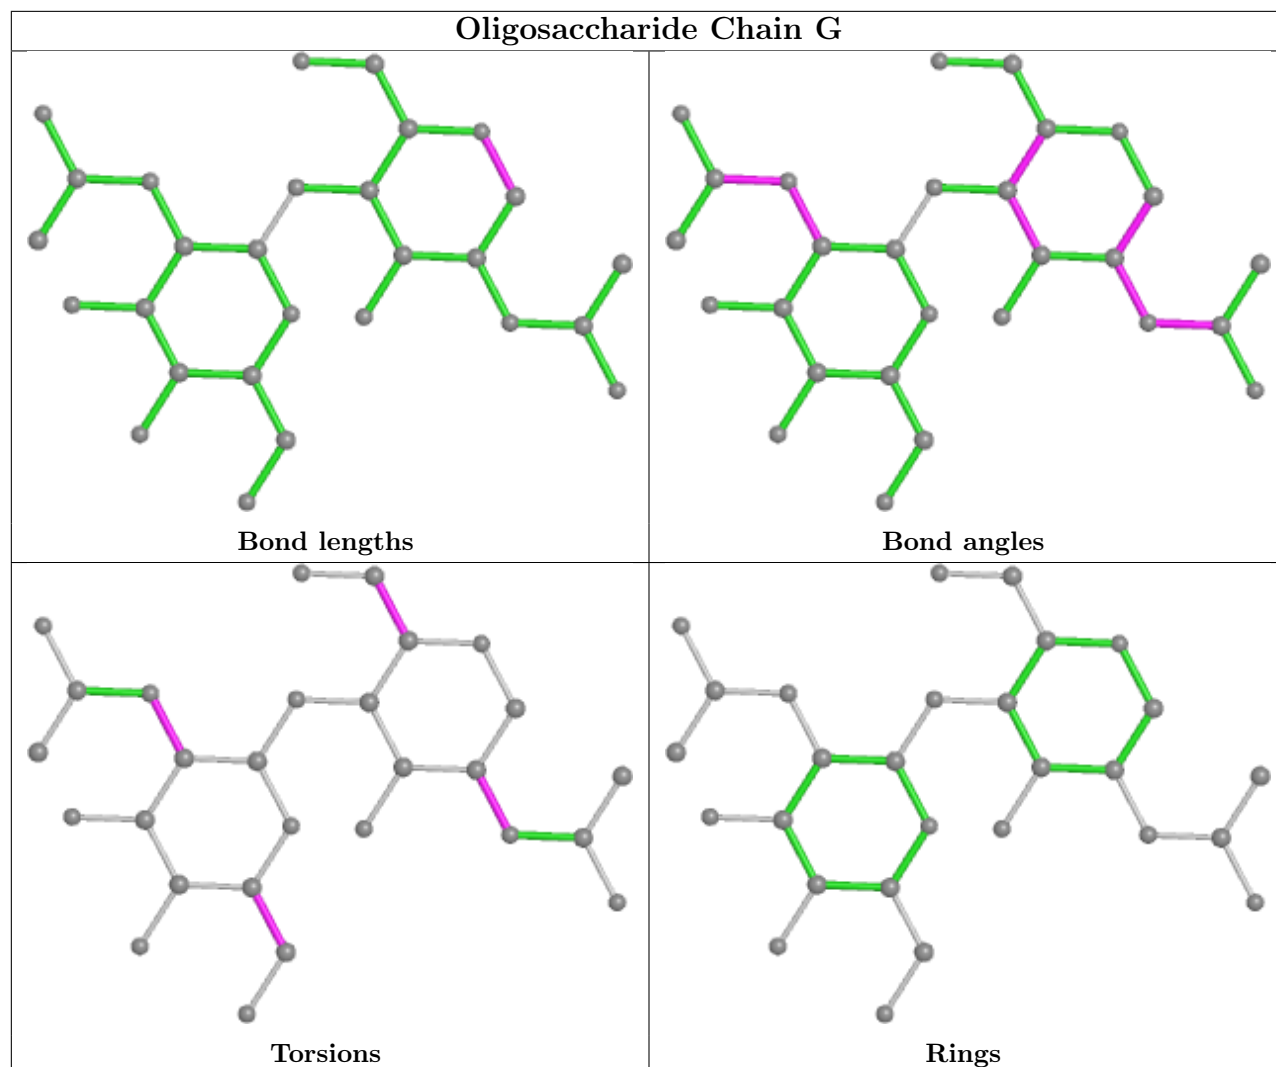 Oligosaccharide Chain G
Bond lengths
Bond angles
Torsions
Rings